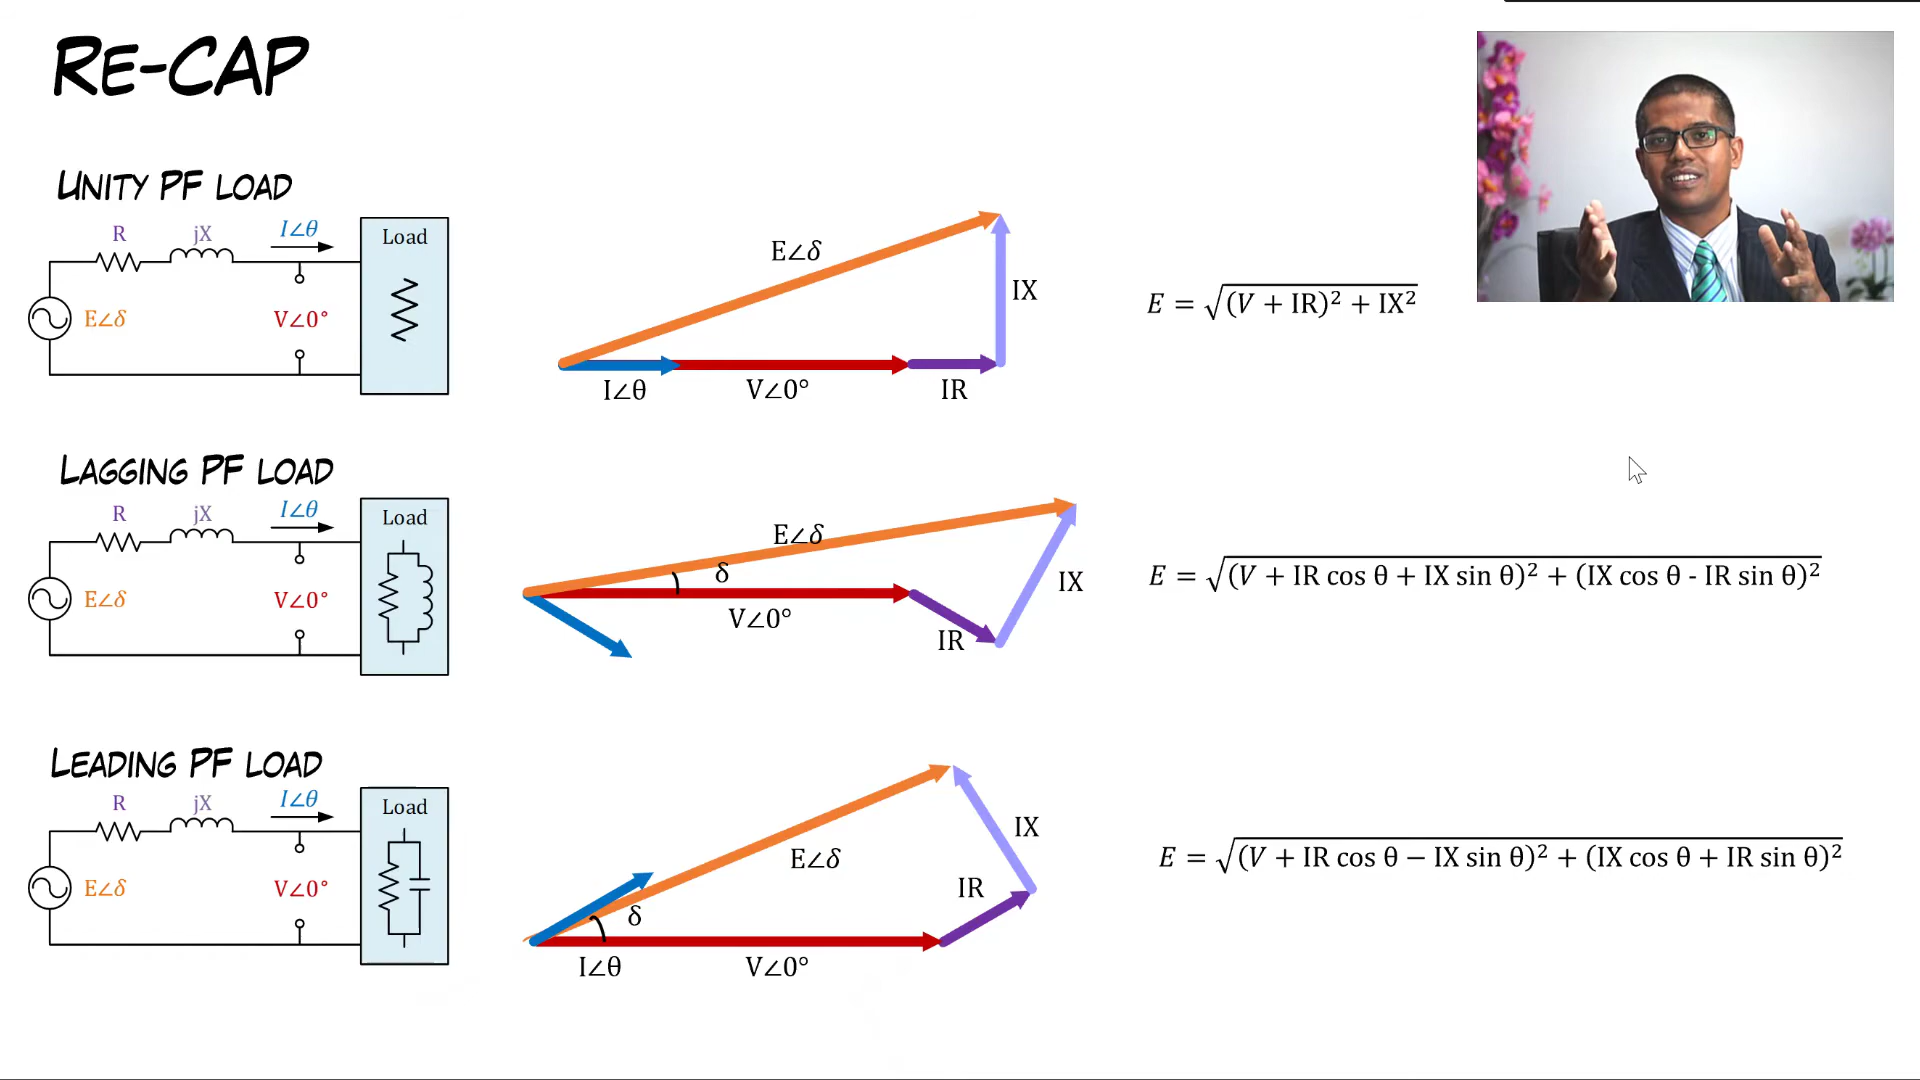 RE-CAP
UNITY PF LOAD
R
jX
I∠θ
Load
E∠δ
V∠0°
E∠δ
IX
I∠θ
V∠0°
IR
E = √(V + IR)² + IX²
LAGGING PF LOAD
R
jX
I∠θ
Load
E∠δ
V∠0°
E∠δ
δ
V∠0°
IR
IX
E = √(V + IR cos θ + IX sin θ)² + (IX cos θ - IR sin θ)²
LEADING PF LOAD
R
jX
I∠θ
Load
E∠δ
V∠0°
E∠δ
δ
I∠θ
V∠0°
IR
IX
E = √(V + IR cos θ − IX sin θ)² + (IX cos θ + IR sin θ)²